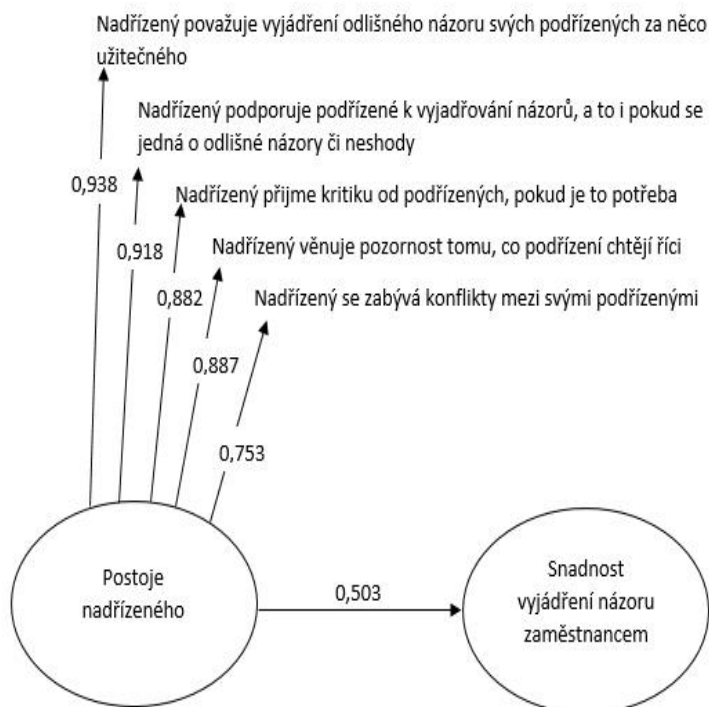 Nadřízený považuje vyjádření odlišného názoru svých podřízených za něco
užitečného
Nadřízený podporuje podřízené k vyjadřování názorů, a to i pokud se
jedná o odlišné názory či neshody
0,938
Nadřízený přijme kritiku od podřízených, pokud je to potřeba
0,918
Nadřízený věnuje pozornost tomu, co podřízení chtějí říci
0,882
Nadřízený se zabývá konflikty mezi svými podřízenými
0,887
0,753
Postoje
nadřízeného
0,503
Snadnost
vyjádření názoru
zaměstnancem